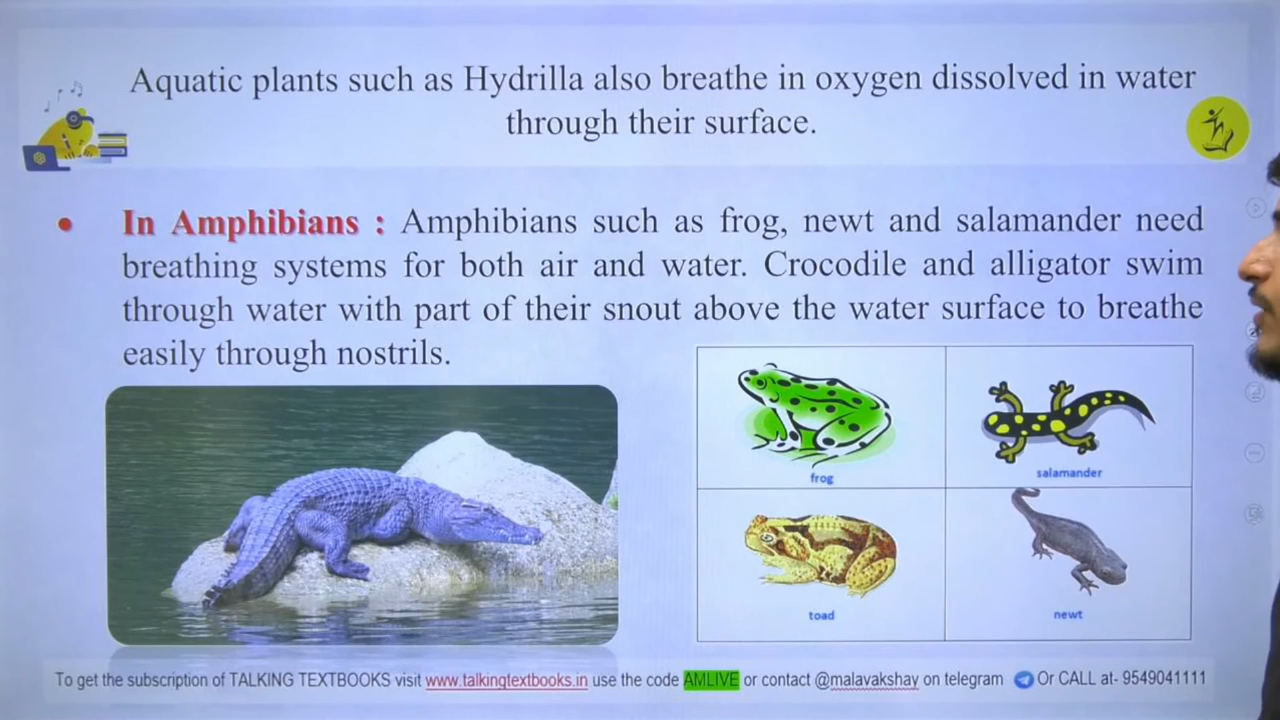 Aquatic plants such as Hydrilla also breathe in oxygen dissolved in water
through their surface.
• In Amphibians : Amphibians such as frog, newt and salamander need
breathing systems for both air and water. Crocodile and alligator swim
through water with part of their snout above the water surface to breathe
easily through nostrils.
frog
salamander
toad
newt
To get the subscription of TALKING TEXTBOOKS visit www.talkingtextbooks.in use the code AMLIVE or contact @malavakshay on telegram Or CALL at- 9549041111